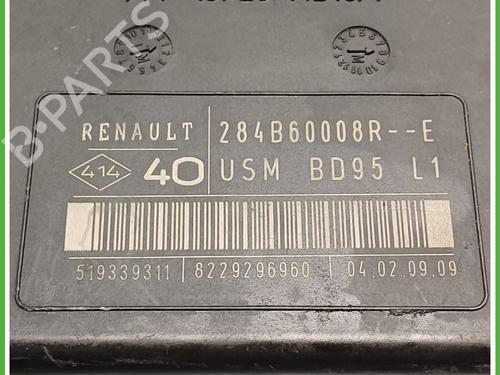 RENAULT 284B60008R--E
414 40 USM BD95 L1
519339311 8229296960 04.02.09.09
B-PARTS